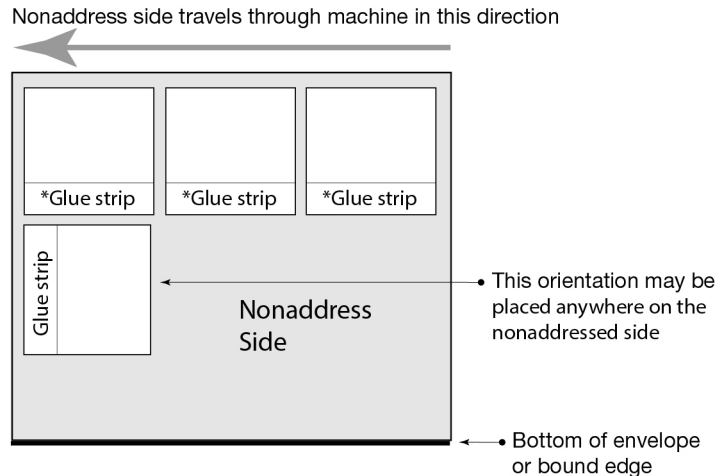 Nonaddress side travels through machine in this direction
*Glue strip
*Glue strip
*Glue strip
Glue strip
This orientation may be
placed anywhere on the
nonaddressed side
Nonaddress
Side
Bottom of envelope
or bound edge